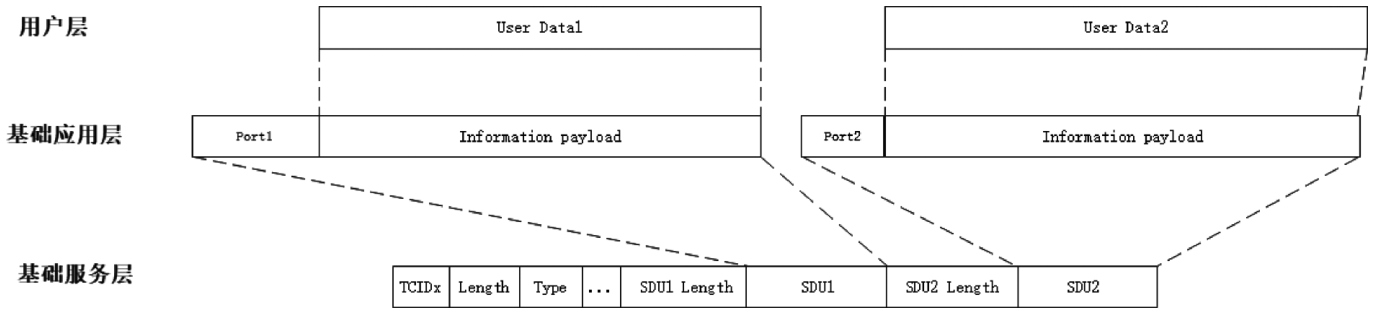 用户层 User Data1 User Data2
基础应用层 Port1 Information payload Port2 Information payload
基础服务层 TCIDx Length Type ... SDU1 Length SDU1 SDU2 Length SDU2